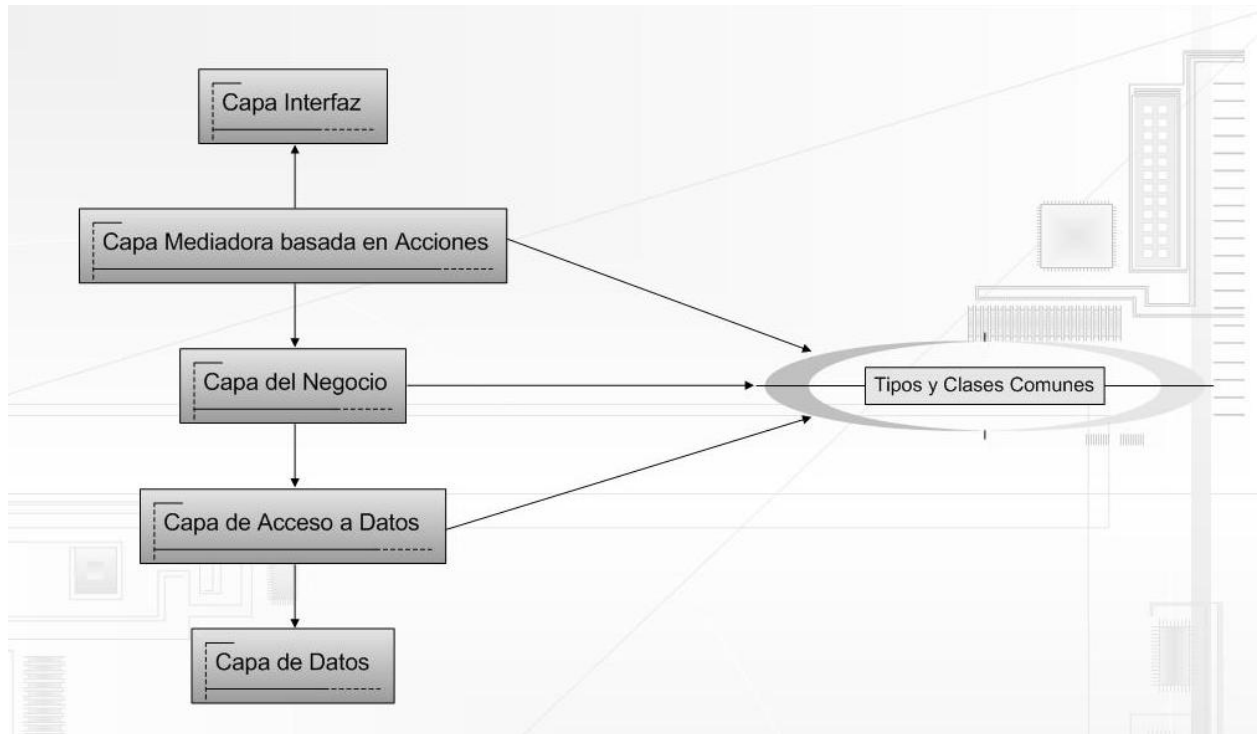 Capa Interfaz
Capa Mediadora basada en Acciones
Capa del Negocio
Tipos y Clases Comunes
Capa de Acceso a Datos
Capa de Datos